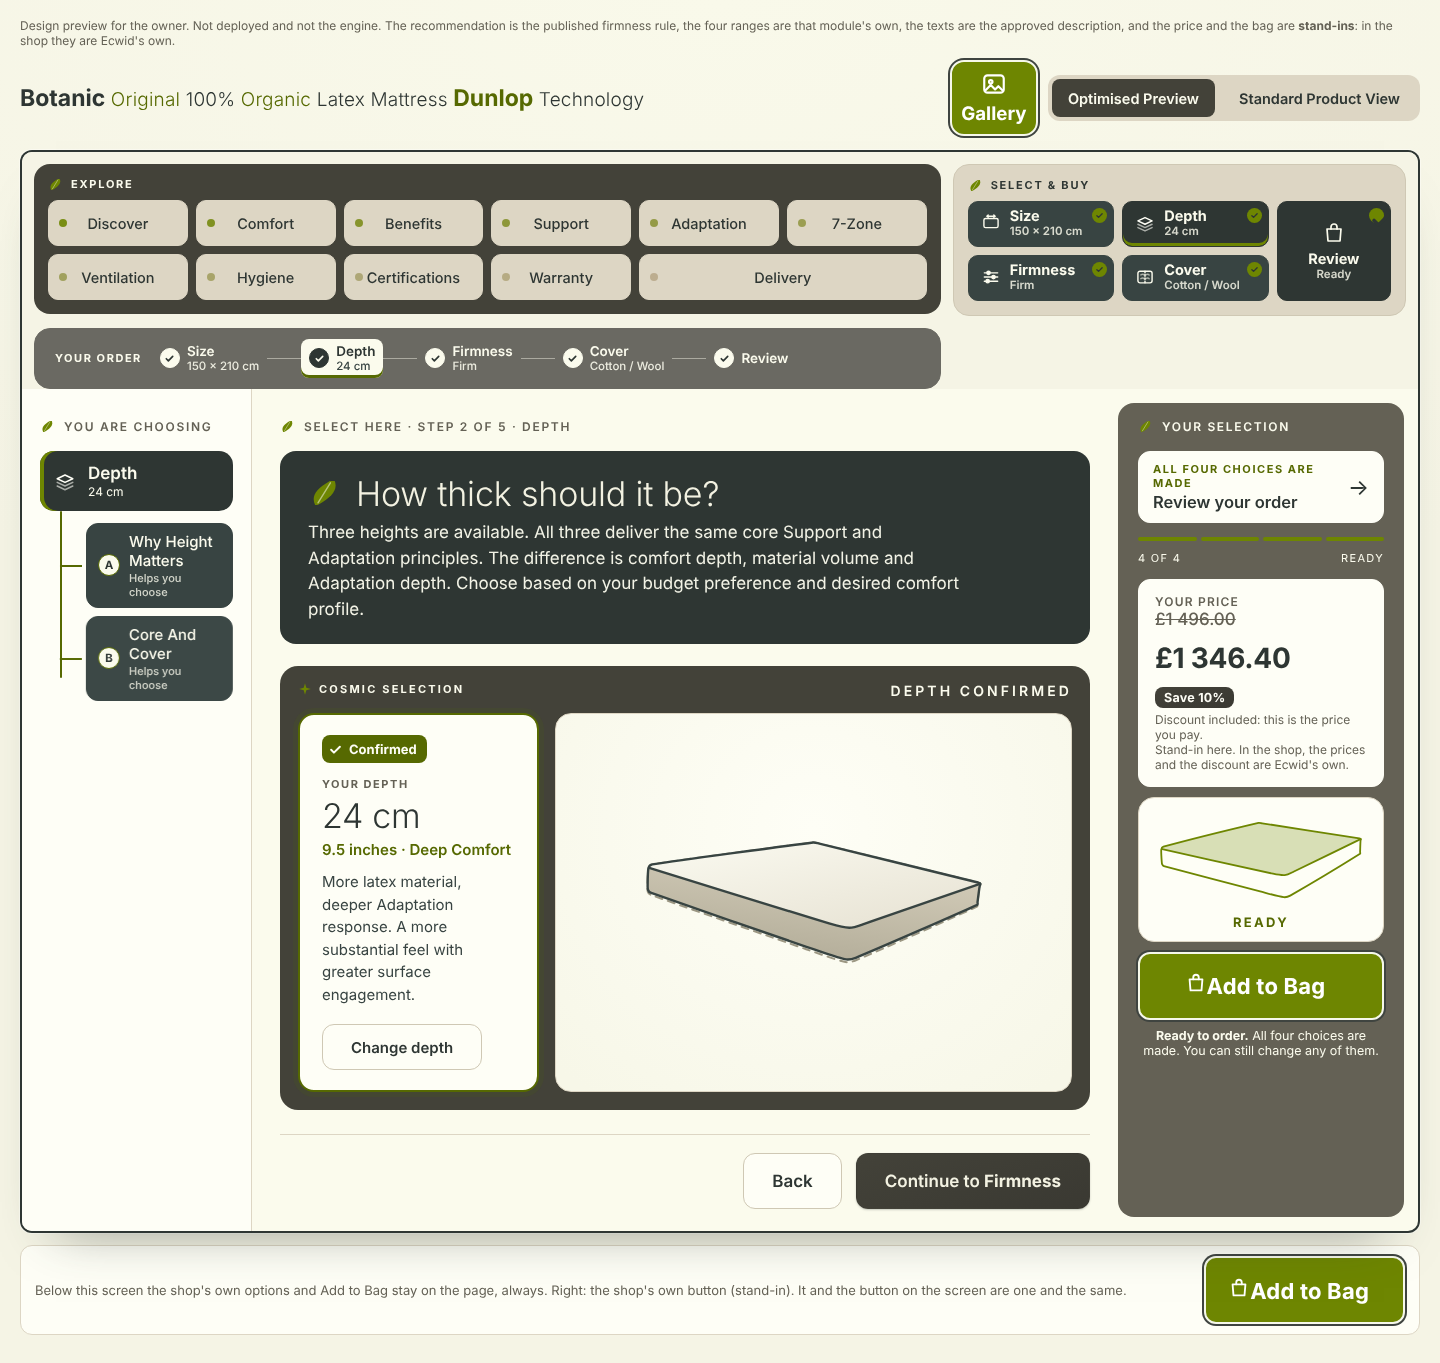 Design preview for the owner. Not deployed and not the engine. The recommendation is the published firmness rule, the four ranges are that module's own, the texts are the approved description, and the price and the bag are stand-ins: in the
shop they are Ecwid's own.
Botanic Original 100% Organic Latex Mattress Dunlop Technology
Gallery
Optimised Preview
Standard Product View
EXPLORE
Discover
Comfort
Benefits
Support
Adaptation
7-Zone
Ventilation
Hygiene
Certifications
Warranty
Delivery
SELECT & BUY
Size
150 × 210 cm
Depth
24 cm
Firmness
Firm
Cover
Cotton / Wool
Review
Ready
YOUR ORDER
Size
150 × 210 cm
Depth
24 cm
Firmness
Firm
Cover
Cotton / Wool
Review
YOU ARE CHOOSING
Depth
24 cm
A
Why Height
Matters
Helps you
choose
B
Core And
Cover
Helps you
choose
SELECT HERE · STEP 2 OF 5 · DEPTH
How thick should it be?
Three heights are available. All three deliver the same core Support and
Adaptation principles. The difference is comfort depth, material volume and
Adaptation depth. Choose based on your budget preference and desired comfort
profile.
COSMIC SELECTION
DEPTH CONFIRMED
Confirmed
YOUR DEPTH
24 cm
9.5 inches · Deep Comfort
More latex material,
deeper Adaptation
response. A more
substantial feel with
greater surface
engagement.
Change depth
Back
Continue to Firmness
YOUR SELECTION
ALL FOUR CHOICES ARE
MADE
Review your order
4 OF 4
READY
YOUR PRICE
£1 496.00
£1 346.40
Save 10%
Discount included: this is the price
you pay.
Stand-in here. In the shop, the prices
and the discount are Ecwid's own.
READY
Add to Bag
Ready to order. All four choices are
made. You can still change any of them.
Below this screen the shop's own options and Add to Bag stay on the page, always. Right: the shop's own button (stand-in). It and the button on the screen are one and the same.
Add to Bag